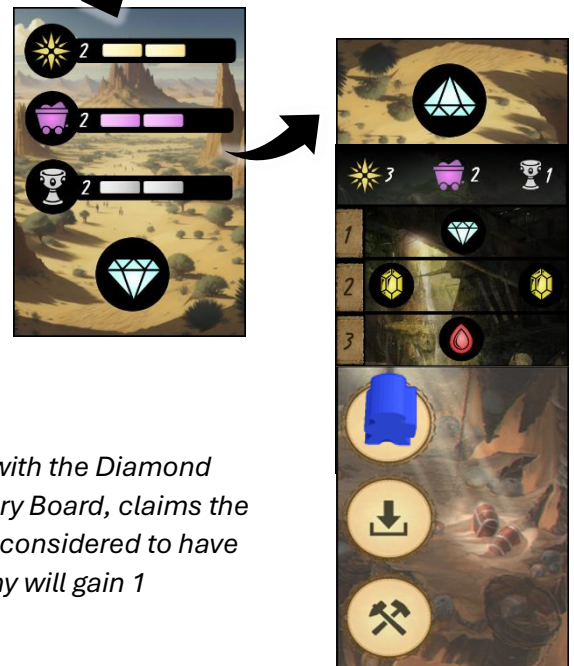 2
2
2
3 2 1
1
2
3
with the Diamond
ry Board, claims the
considered to have
ny will gain 1